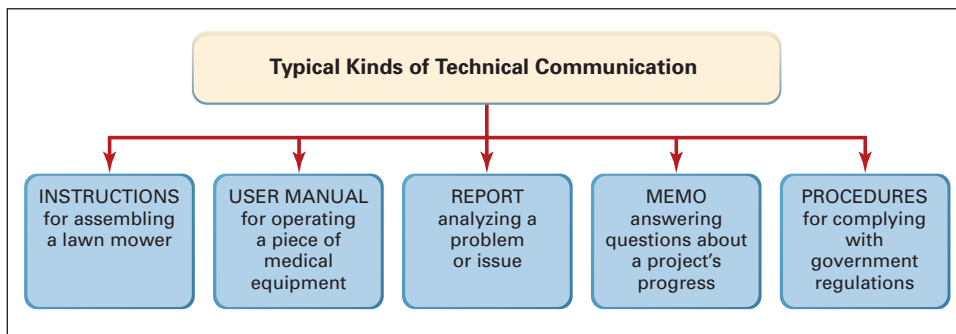 Typical Kinds of Technical Communication
INSTRUCTIONS
for assembling
a lawn mower
USER MANUAL
for operating
a piece of
medical
equipment
REPORT
analyzing a
problem
or issue
MEMO
answering
questions about
a project’s
progress
PROCEDURES
for complying
with
government
regulations